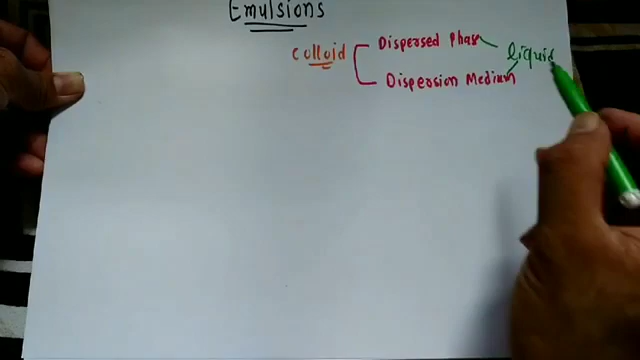 Emulsions
Colloid
Dispersed Phase
liquid
Dispersion Medium